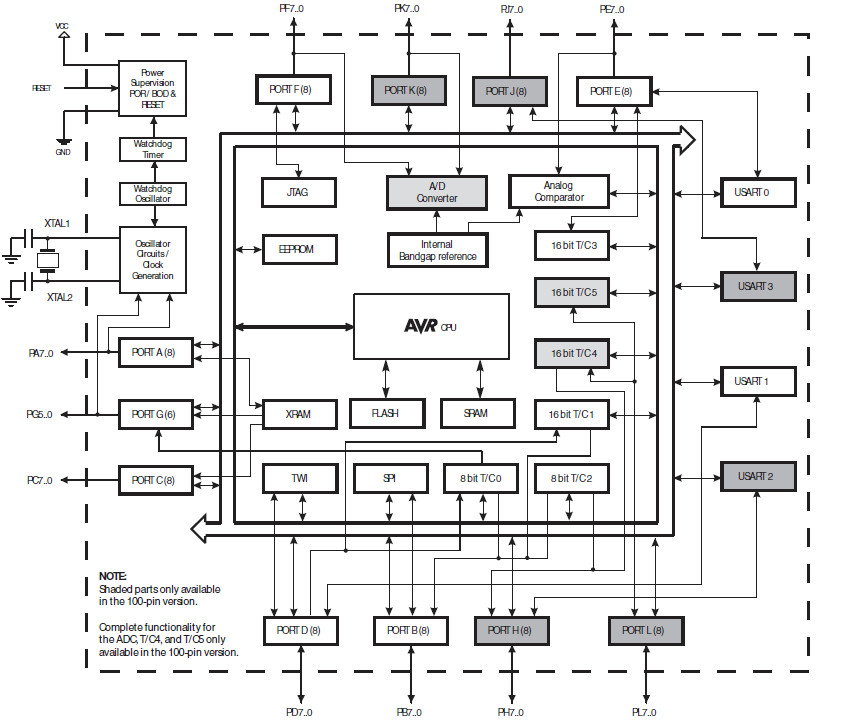 PF7..0
PK7..0
PJ7..0
PE7..0
VCC
RESET
GND
Power
Supervision
POR / BOD &
RESET
PORT F (8)
PORT K (8)
PORT J (8)
PORT E (8)
Watchdog
Timer
Watchdog
Oscillator
JTAG
A/D
Converter
Analog
Comparator
USART 0
XTAL1
XTAL2
Oscillator
Circuits /
Clock
Generation
EEPROM
Internal
Bandgap reference
16 bit T/C 3
16 bit T/C 5
USART 3
AVR CPU
16 bit T/C 4
PA7..0
PORT A (8)
USART 1
PG5..0
PORT G (6)
XRAM
FLASH
SRAM
16 bit T/C 1
PC7..0
PORT C (8)
TWI
SPI
8 bit T/C 0
8 bit T/C 2
USART 2
NOTE:
Shaded parts only available
in the 100-pin version.
Complete functionality for
the ADC, T/C4, and T/C5 only
available in the 100-pin version.
PORT D (8)
PORT B (8)
PORT H (8)
PORT L (8)
PD7..0
PB7..0
PH7..0
PL7..0